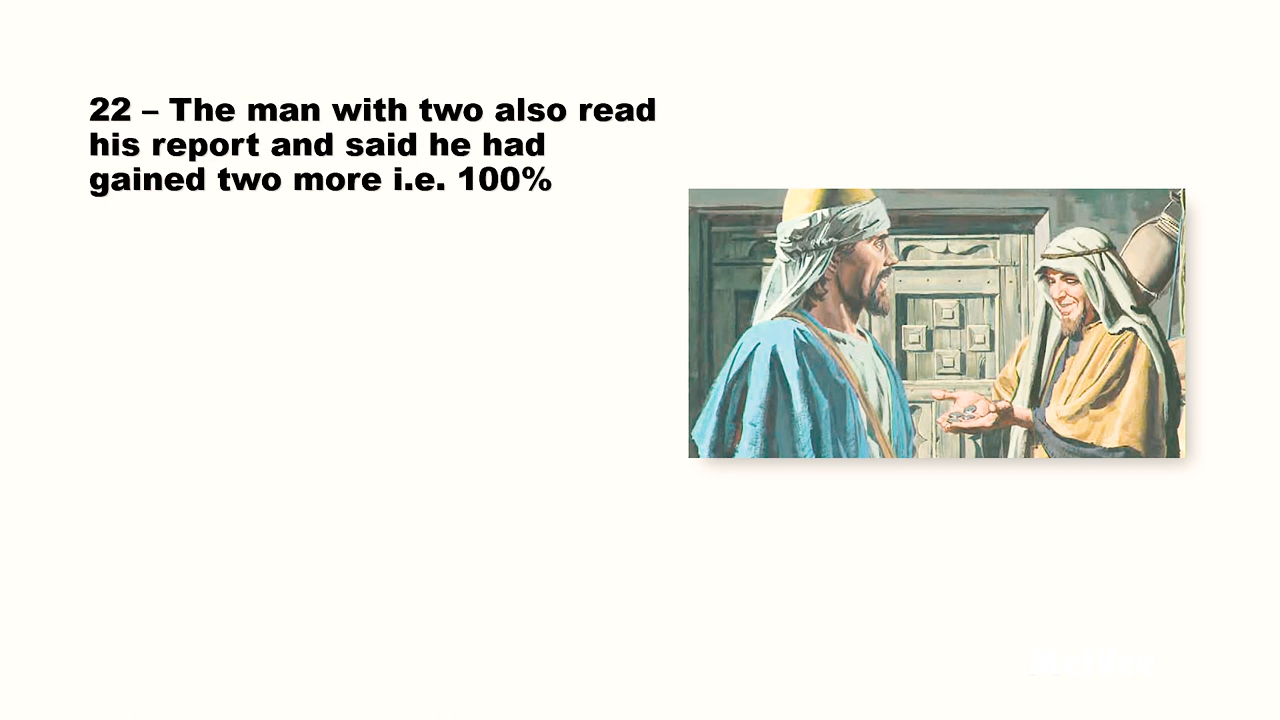 22 – The man with two also read
his report and said he had
gained two more i.e. 100%